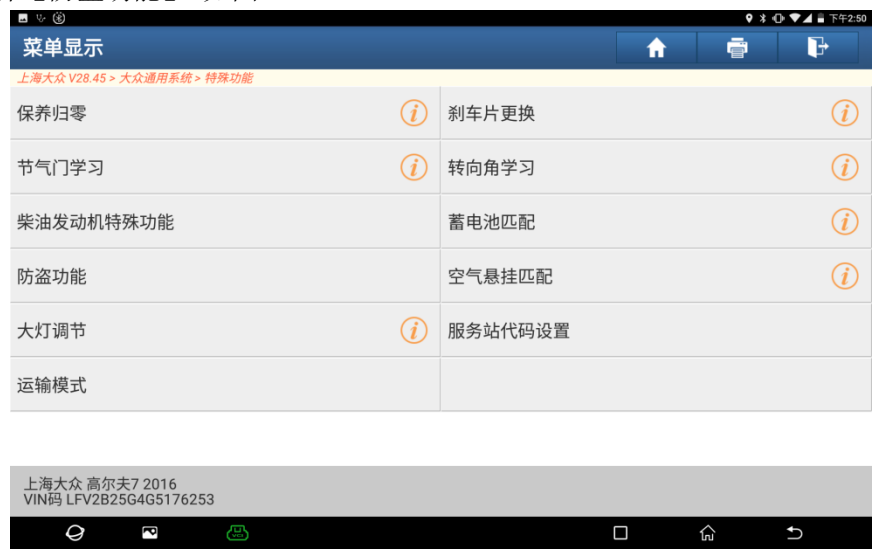 下午2:50
菜单显示
上海大众 V28.45 > 大众通用系统 > 特殊功能
保养归零
刹车片更换
节气门学习
转向角学习
柴油发动机特殊功能
蓄电池匹配
防盗功能
空气悬挂匹配
大灯调节
服务站代码设置
运输模式
上海大众 高尔夫7 2016
VIN码 LFV2B25G4G5176253